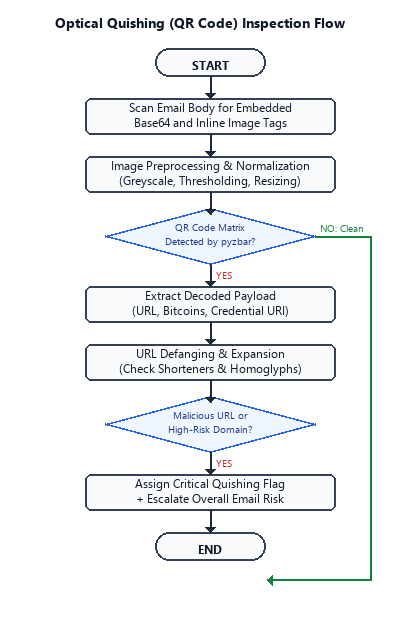 Optical Quishing (QR Code) Inspection Flow
START
Scan Email Body for Embedded
Base64 and Inline Image Tags
Image Preprocessing & Normalization
(Greyscale, Thresholding, Resizing)
QR Code Matrix
Detected by pyzbar?
NO: Clean
YES
Extract Decoded Payload
(URL, Bitcoins, Credential URI)
URL Defanging & Expansion
(Check Shorteners & Homoglyphs)
Malicious URL or
High-Risk Domain?
YES
Assign Critical Quishing Flag
+ Escalate Overall Email Risk
END